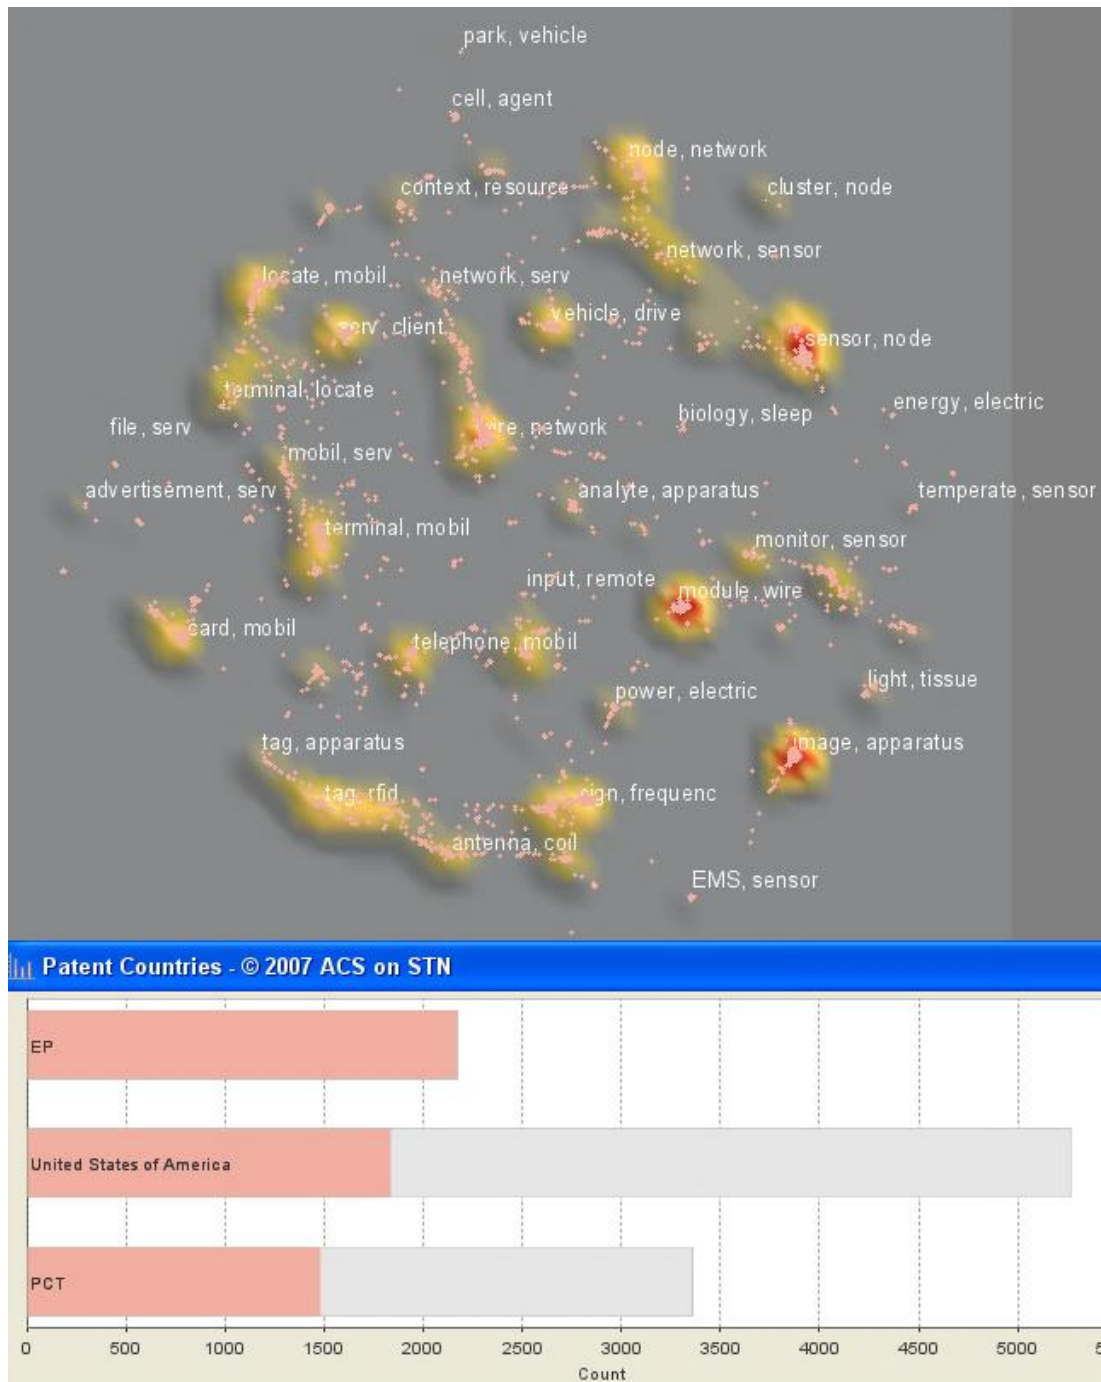 park, vehicle
cell, agent
node, network
context, resource
cluster, node
network, sensor
locate, mobil
network, serv
vehicle, drive
serv, client
sensor, node
terminal, locate
energy, electric
biology, sleep
file, serv
wire, network
mobil, serv
advertisement, serv
analyte, apparatus
temperate, sensor
terminal, mobil
monitor, sensor
input, remote
module, wire
card, mobil
telephone, mobil
light, tissue
power, electric
tag, apparatus
image, apparatus
tag, rfid
sign, frequenc
antenna, coil
EMS, sensor
Patent Countries - © 2007 ACS on STN
EP
United States of America
PCT
0 500 1000 1500 2000 2500 3000 3500 4000 4500 5000
Count